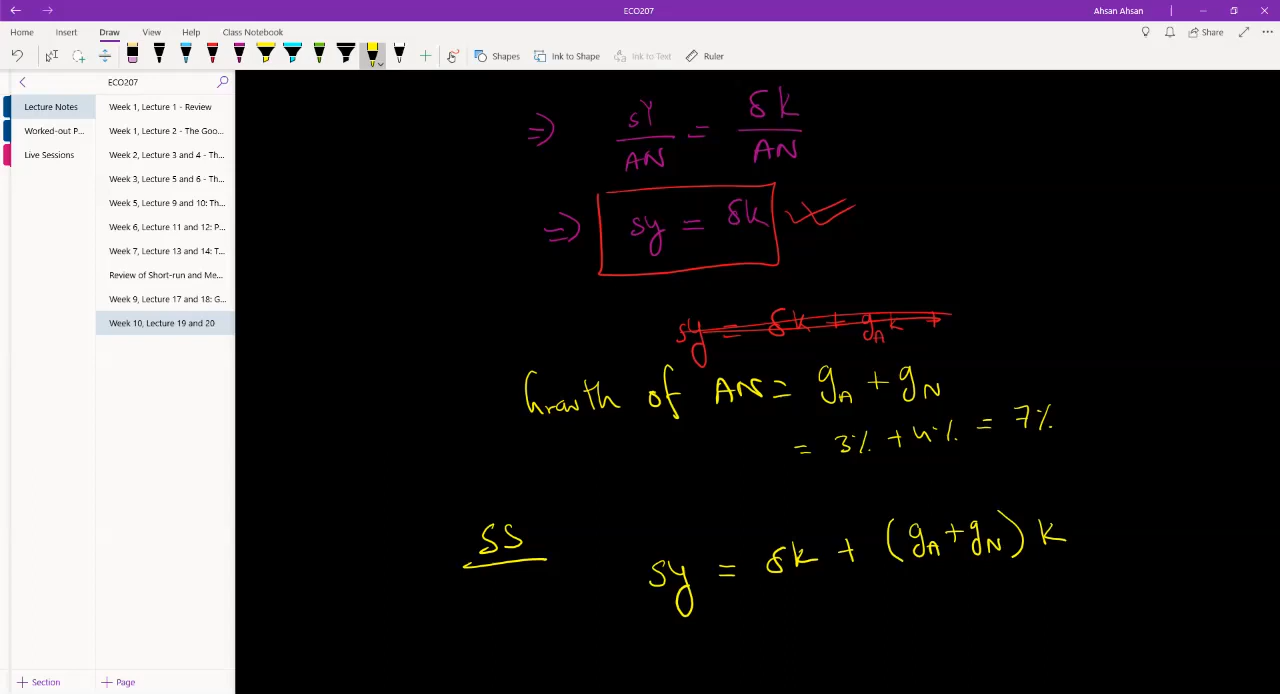 ECO207
Ahsan Ahsan
Home Insert Draw View Help Class Notebook
Share
Shapes Ink to Shape Ink to Text Ruler
ECO207
Lecture Notes
Worked-out P...
Live Sessions
Week 1, Lecture 1 - Review
Week 1, Lecture 2 - The Goo...
Week 2, Lecture 3 and 4 - Th...
Week 3, Lecture 5 and 6 - Th...
Week 5, Lecture 9 and 10: Th...
Week 6, Lecture 11 and 12: P...
Week 7, Lecture 13 and 14: T...
Review of Short-run and Me...
Week 9, Lecture 17 and 18: G...
Week 10, Lecture 19 and 20
+ Section
+ Page
⇒ sY/AN = δK/AN
⇒ sy = δk
sy = δk + g_A k +
Growth of AN = g_A + g_N
= 3% + 4% = 7%
SS
sy = δk + (g_A + g_N) k